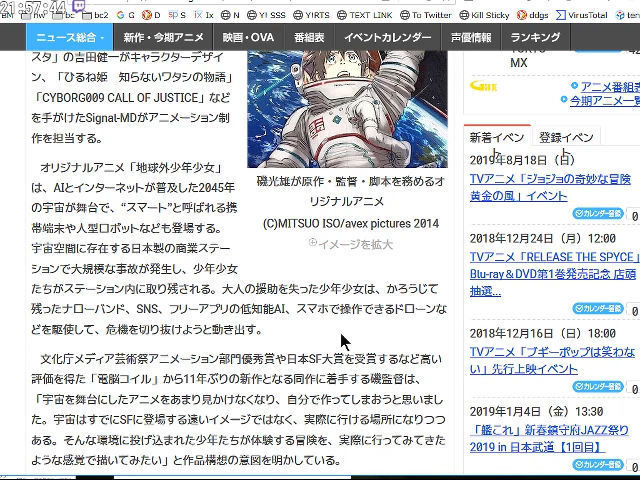 21:57:44
bc
bc2
G
D
S
Ix
N
Y! SSS
YIRTS
TEXT LINK
To Twitter
Kill Sticky
ddgs
VirusTotal
ニュース総合
新作・今期アニメ
映画・OVA
番組表
イベントカレンダー
声優情報
ランキング
スタ」の吉田健一がキャラクターデザイ
ン、「ひるね姫 知らないワタシの物語」
「CYBORG009 CALL OF JUSTICE」など
を手がけたSignal-MDがアニメーション制
作を担当する。
オリジナルアニメ「地球外少年少女」
は、AIとインターネットが普及した2045年
の宇宙が舞台で、“スマート”と呼ばれる携
帯端末や人型ロボットなども登場する。
宇宙空間に存在する日本製の商業ステー
ションで大規模な事故が発生し、少年少女
たちがステーション内に取り残される。大人の援助を失った少年少女は、かろうじて
残ったナローバンド、SNS、フリーアプリの低知能AI、スマホで操作できるドローンな
どを駆使して、危機を切り抜けようと動き出す。
磯光雄が原作・監督・脚本を務めるオ
リジナルアニメ
(C)MITSUO ISO/avex pictures 2014
イメージを拡大
文化庁メディア芸術祭アニメーション部門優秀賞や日本SF大賞を受賞するなど高い
評価を得た「電脳コイル」から11年ぶりの新作となる同作に着手する磯監督は、
「宇宙を舞台にしたアニメをあまり見かけなくなり、自分で作ってしまおうと思いまし
た。宇宙はすでにSFに登場する遠いイメージではなく、実際に行ける場所になりつつ
ある。そんな環境に投げ込まれた少年たちが体験する冒険を、実際に行ってみてきた
ような感覚で描いてみたい」と作品構想の意図を明かしている。
MX
アニメ番組表
今期アニメ一覧
新着イベント
登録イベント
2019年8月18日（日）
TVアニメ「ジョジョの奇妙な冒険
黄金の風」イベント
カレンダー登録
0
2018年12月24日（月）12:00
TVアニメ「RELEASE THE SPYCE」
Blu-ray＆DVD第1巻発売記念 店頭
抽選...
カレンダー登録
0
2018年12月16日（日）18:00
TVアニメ「ブギーポップは笑わな
い」先行上映イベント
カレンダー登録
0
2019年1月4日（金）13:30
「艦これ」新春鎮守府JAZZ祭り
2019 in 日本武道【1回目】
カレンダー登録
0